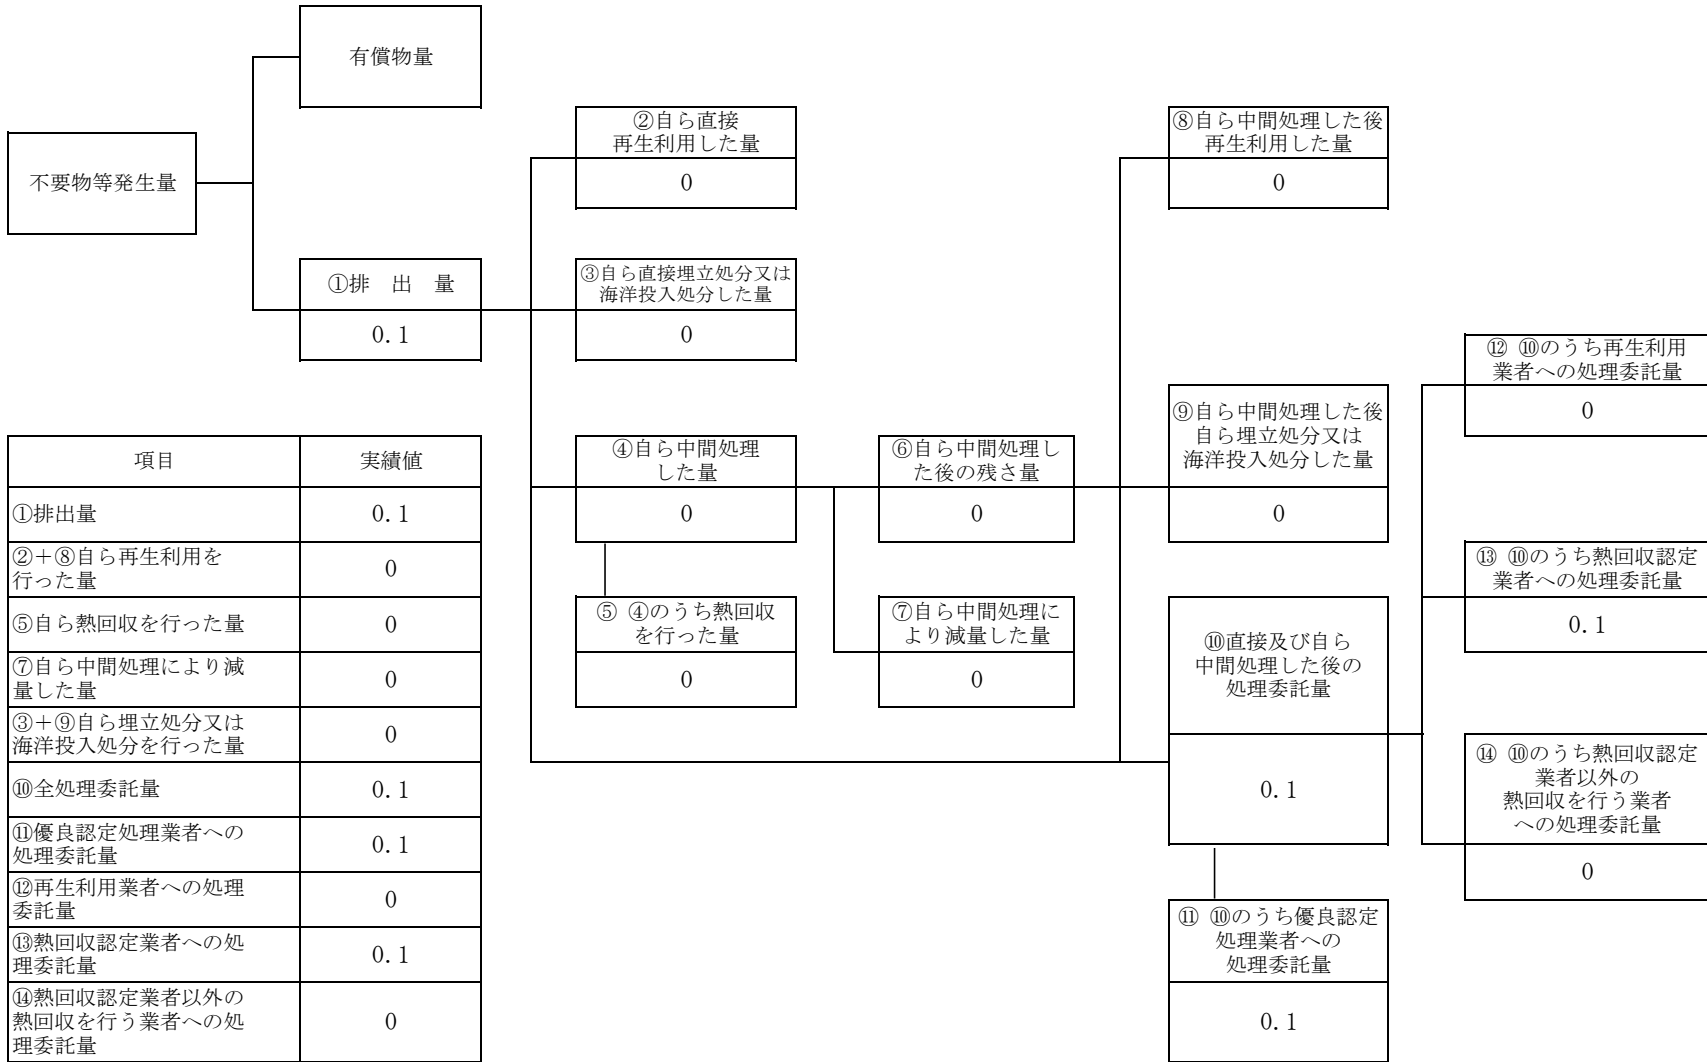 有償物量
不要物等発生量
①排　出　量
0.1
②自ら直接
再生利用した量
0
③自ら直接埋立処分又は
海洋投入処分した量
0
④自ら中間処理
した量
0
⑤ ④のうち熱回収
を行った量
0
⑥自ら中間処理し
た後の残さ量
0
⑦自ら中間処理に
より減量した量
0
⑧自ら中間処理した後
再生利用した量
0
⑨自ら中間処理した後
自ら埋立処分又は
海洋投入処分した量
0
⑩直接及び自ら
中間処理した後の
処理委託量
0.1
⑪ ⑩のうち優良認定
処理業者への
処理委託量
0.1
⑫ ⑩のうち再生利用
業者への処理委託量
0
⑬ ⑩のうち熱回収認定
業者への処理委託量
0.1
⑭ ⑩のうち熱回収認定
業者以外の
熱回収を行う業者
への処理委託量
0
項目 実績値
①排出量 0.1
②＋⑧自ら再生利用を
行った量 0
⑤自ら熱回収を行った量 0
⑦自ら中間処理により減
量した量 0
③＋⑨自ら埋立処分又は
海洋投入処分を行った量 0
⑩全処理委託量 0.1
⑪優良認定処理業者への
処理委託量 0.1
⑫再生利用業者への処理
委託量 0
⑬熱回収認定業者への処
理委託量 0.1
⑭熱回収認定業者以外の
熱回収を行う業者への処
理委託量 0